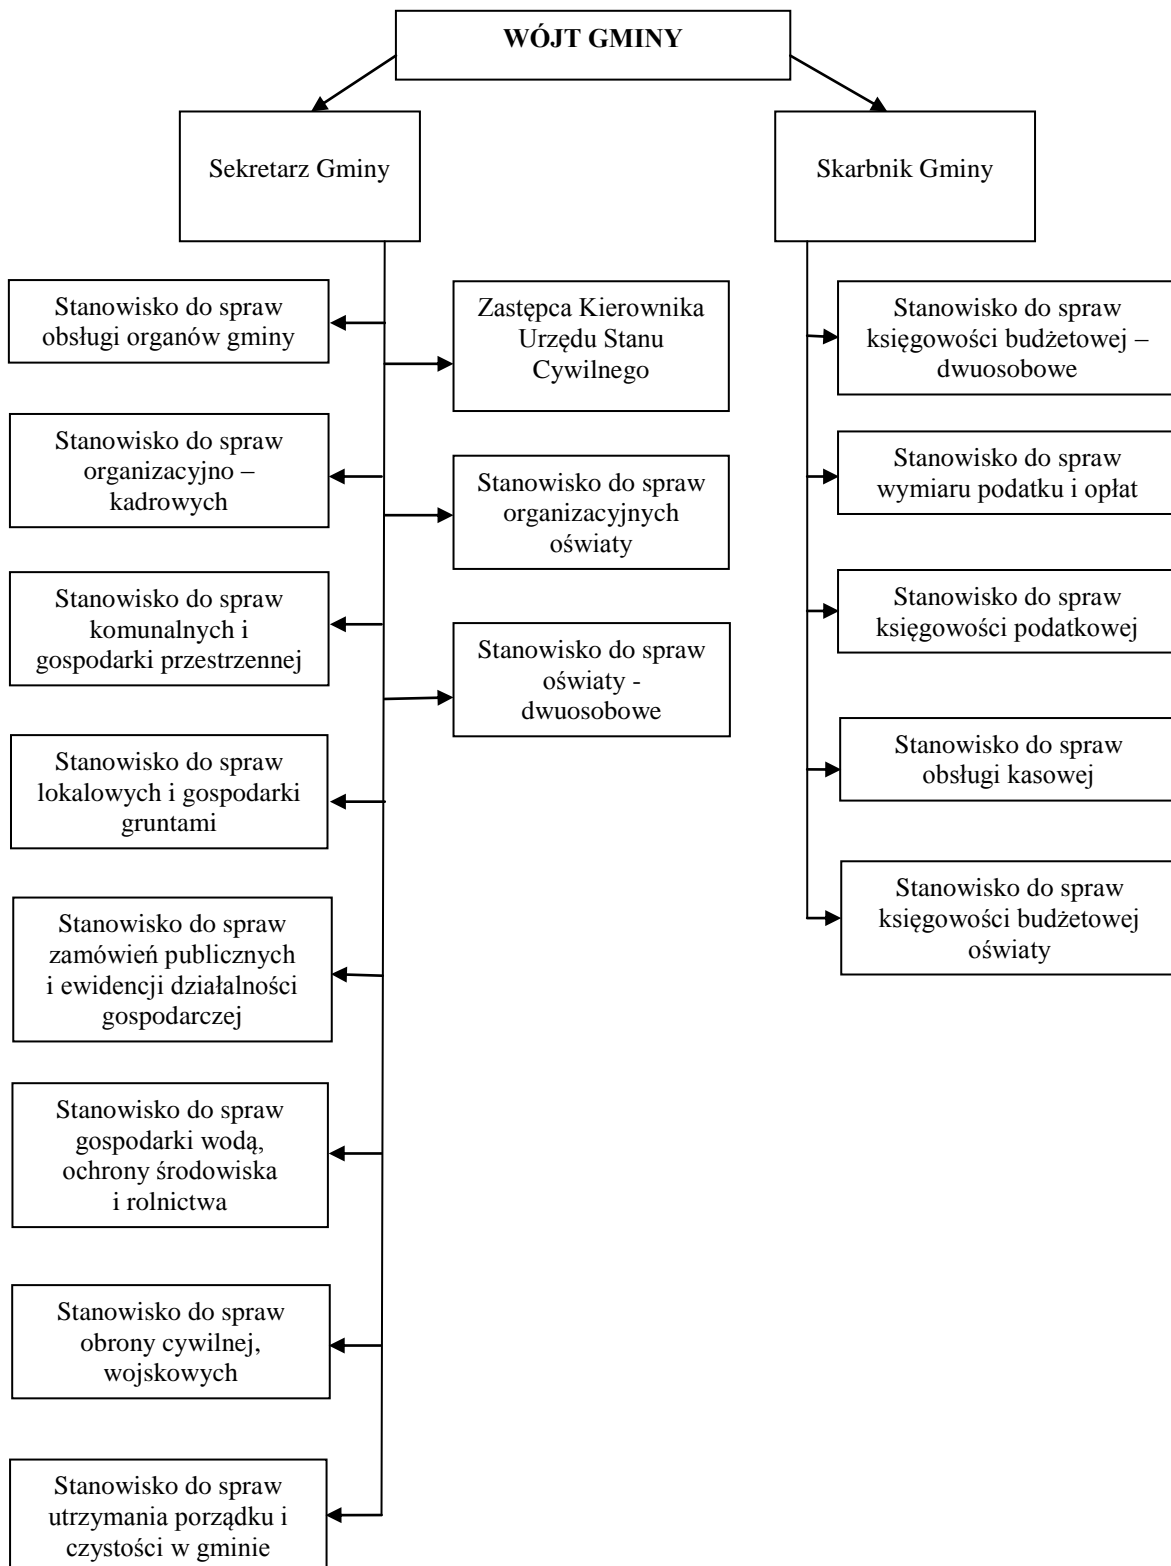 WÓJT GMINY
Sekretarz Gminy
Skarbnik Gminy
Stanowisko do spraw
obsługi organów gminy
Stanowisko do spraw
organizacyjno –
kadrowych
Stanowisko do spraw
komunalnych i
gospodarki przestrzennej
Stanowisko do spraw
lokalowych i gospodarki
gruntami
Stanowisko do spraw
zamówień publicznych
i ewidencji działalności
gospodarczej
Stanowisko do spraw
gospodarki wodą,
ochrony środowiska
i rolnictwa
Stanowisko do spraw
obrony cywilnej,
wojskowych
Stanowisko do spraw
utrzymania porządku i
czystości w gminie
Zastępca Kierownika
Urzędu Stanu
Cywilnego
Stanowisko do spraw
organizacyjnych
oświaty
Stanowisko do spraw
oświaty -
dwuosobowe
Stanowisko do spraw
księgowości budżetowej –
dwuosobowe
Stanowisko do spraw
wymiaru podatku i opłat
Stanowisko do spraw
księgowości podatkowej
Stanowisko do spraw
obsługi kasowej
Stanowisko do spraw
księgowości budżetowej
oświaty